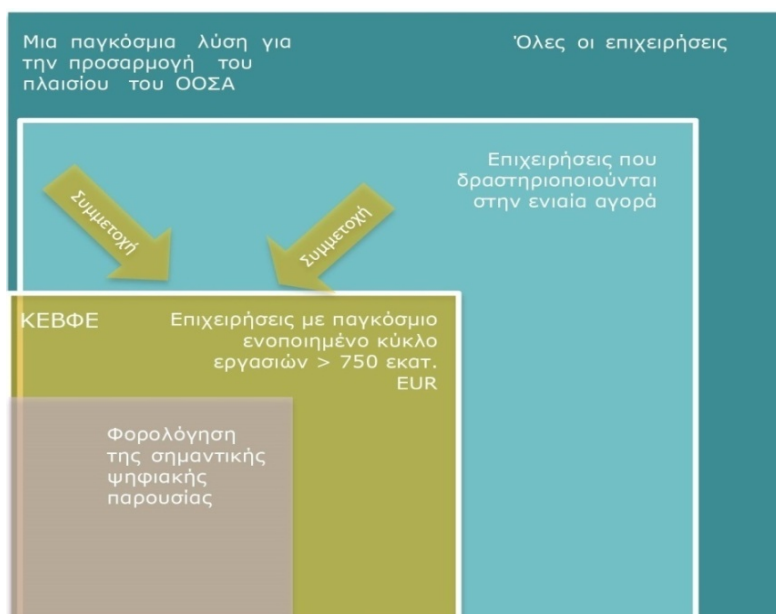 Μια παγκόσμια λύση για
την προσαρμογή του
πλαισίου του ΟΟΣΑ
Όλες οι επιχειρήσεις
Επιχειρήσεις που
δραστηριοποιούνται
στην ενιαία αγορά
Συμμετοχή
Συμμετοχή
ΚΕΒΦΕ
Επιχειρήσεις με παγκόσμιο
ενοποιημένο κύκλο
εργασιών > 750 εκατ.
EUR
Φορολόγηση
της σημαντικής
ψηφιακής
παρουσίας